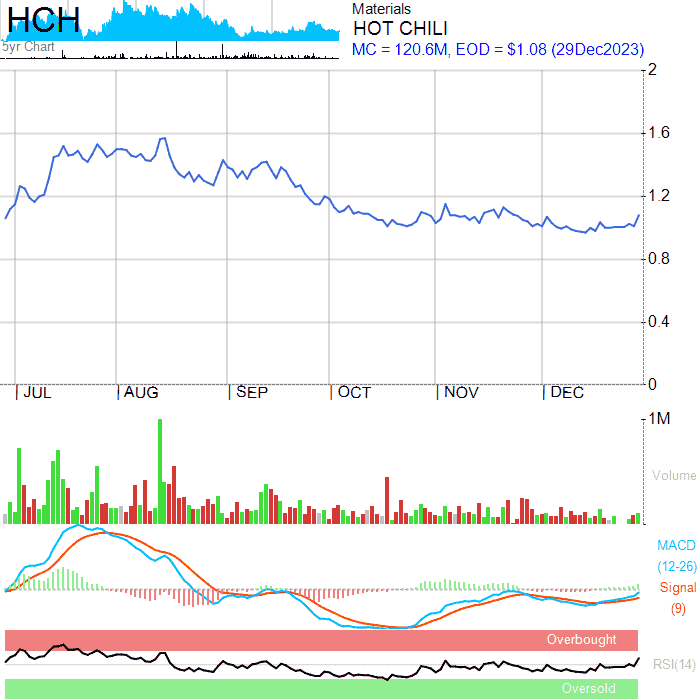 HCH
5yr Chart
Materials
HOT CHILI
MC = 120.6M, EOD = $1.08 (29Dec2023)
2
1.6
1.2
0.8
0.4
0
JUL AUG SEP OCT NOV DEC
1M
Volume
MACD
(12-26)
Signal
(9)
Overbought
RSI(14)
Oversold